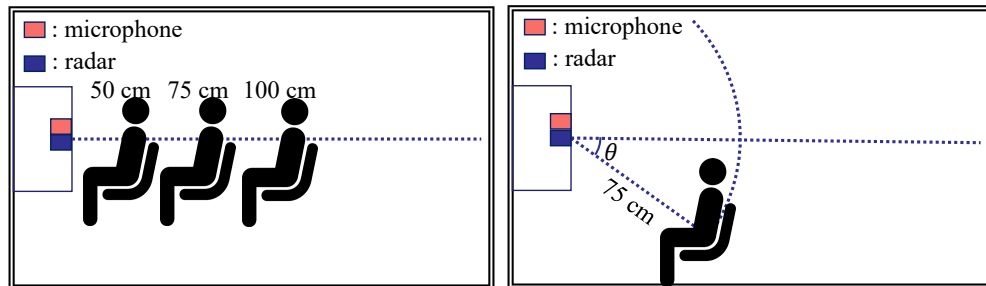 : microphone
: radar
50 cm 75 cm 100 cm
: microphone
: radar
θ
75 cm